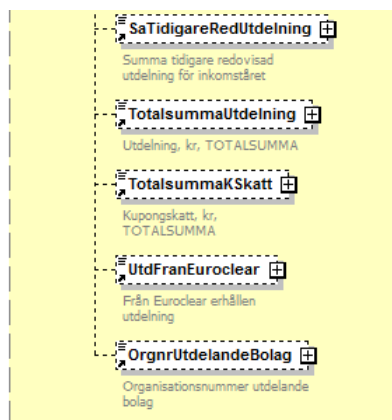 SaTidigareRedUtdelning
Summa tidigare redovisad
utdelning för inkomståret
TotalsummaUtdelning
Utdelning, kr, TOTALSUMMA
TotalsummaKSkatt
Kupongskatt, kr,
TOTALSUMMA
UtdFranEuroclear
Från Euroclear erhållen
utdelning
OrgnrUtdelandeBolag
Organisationsnummer utdelande
bolag